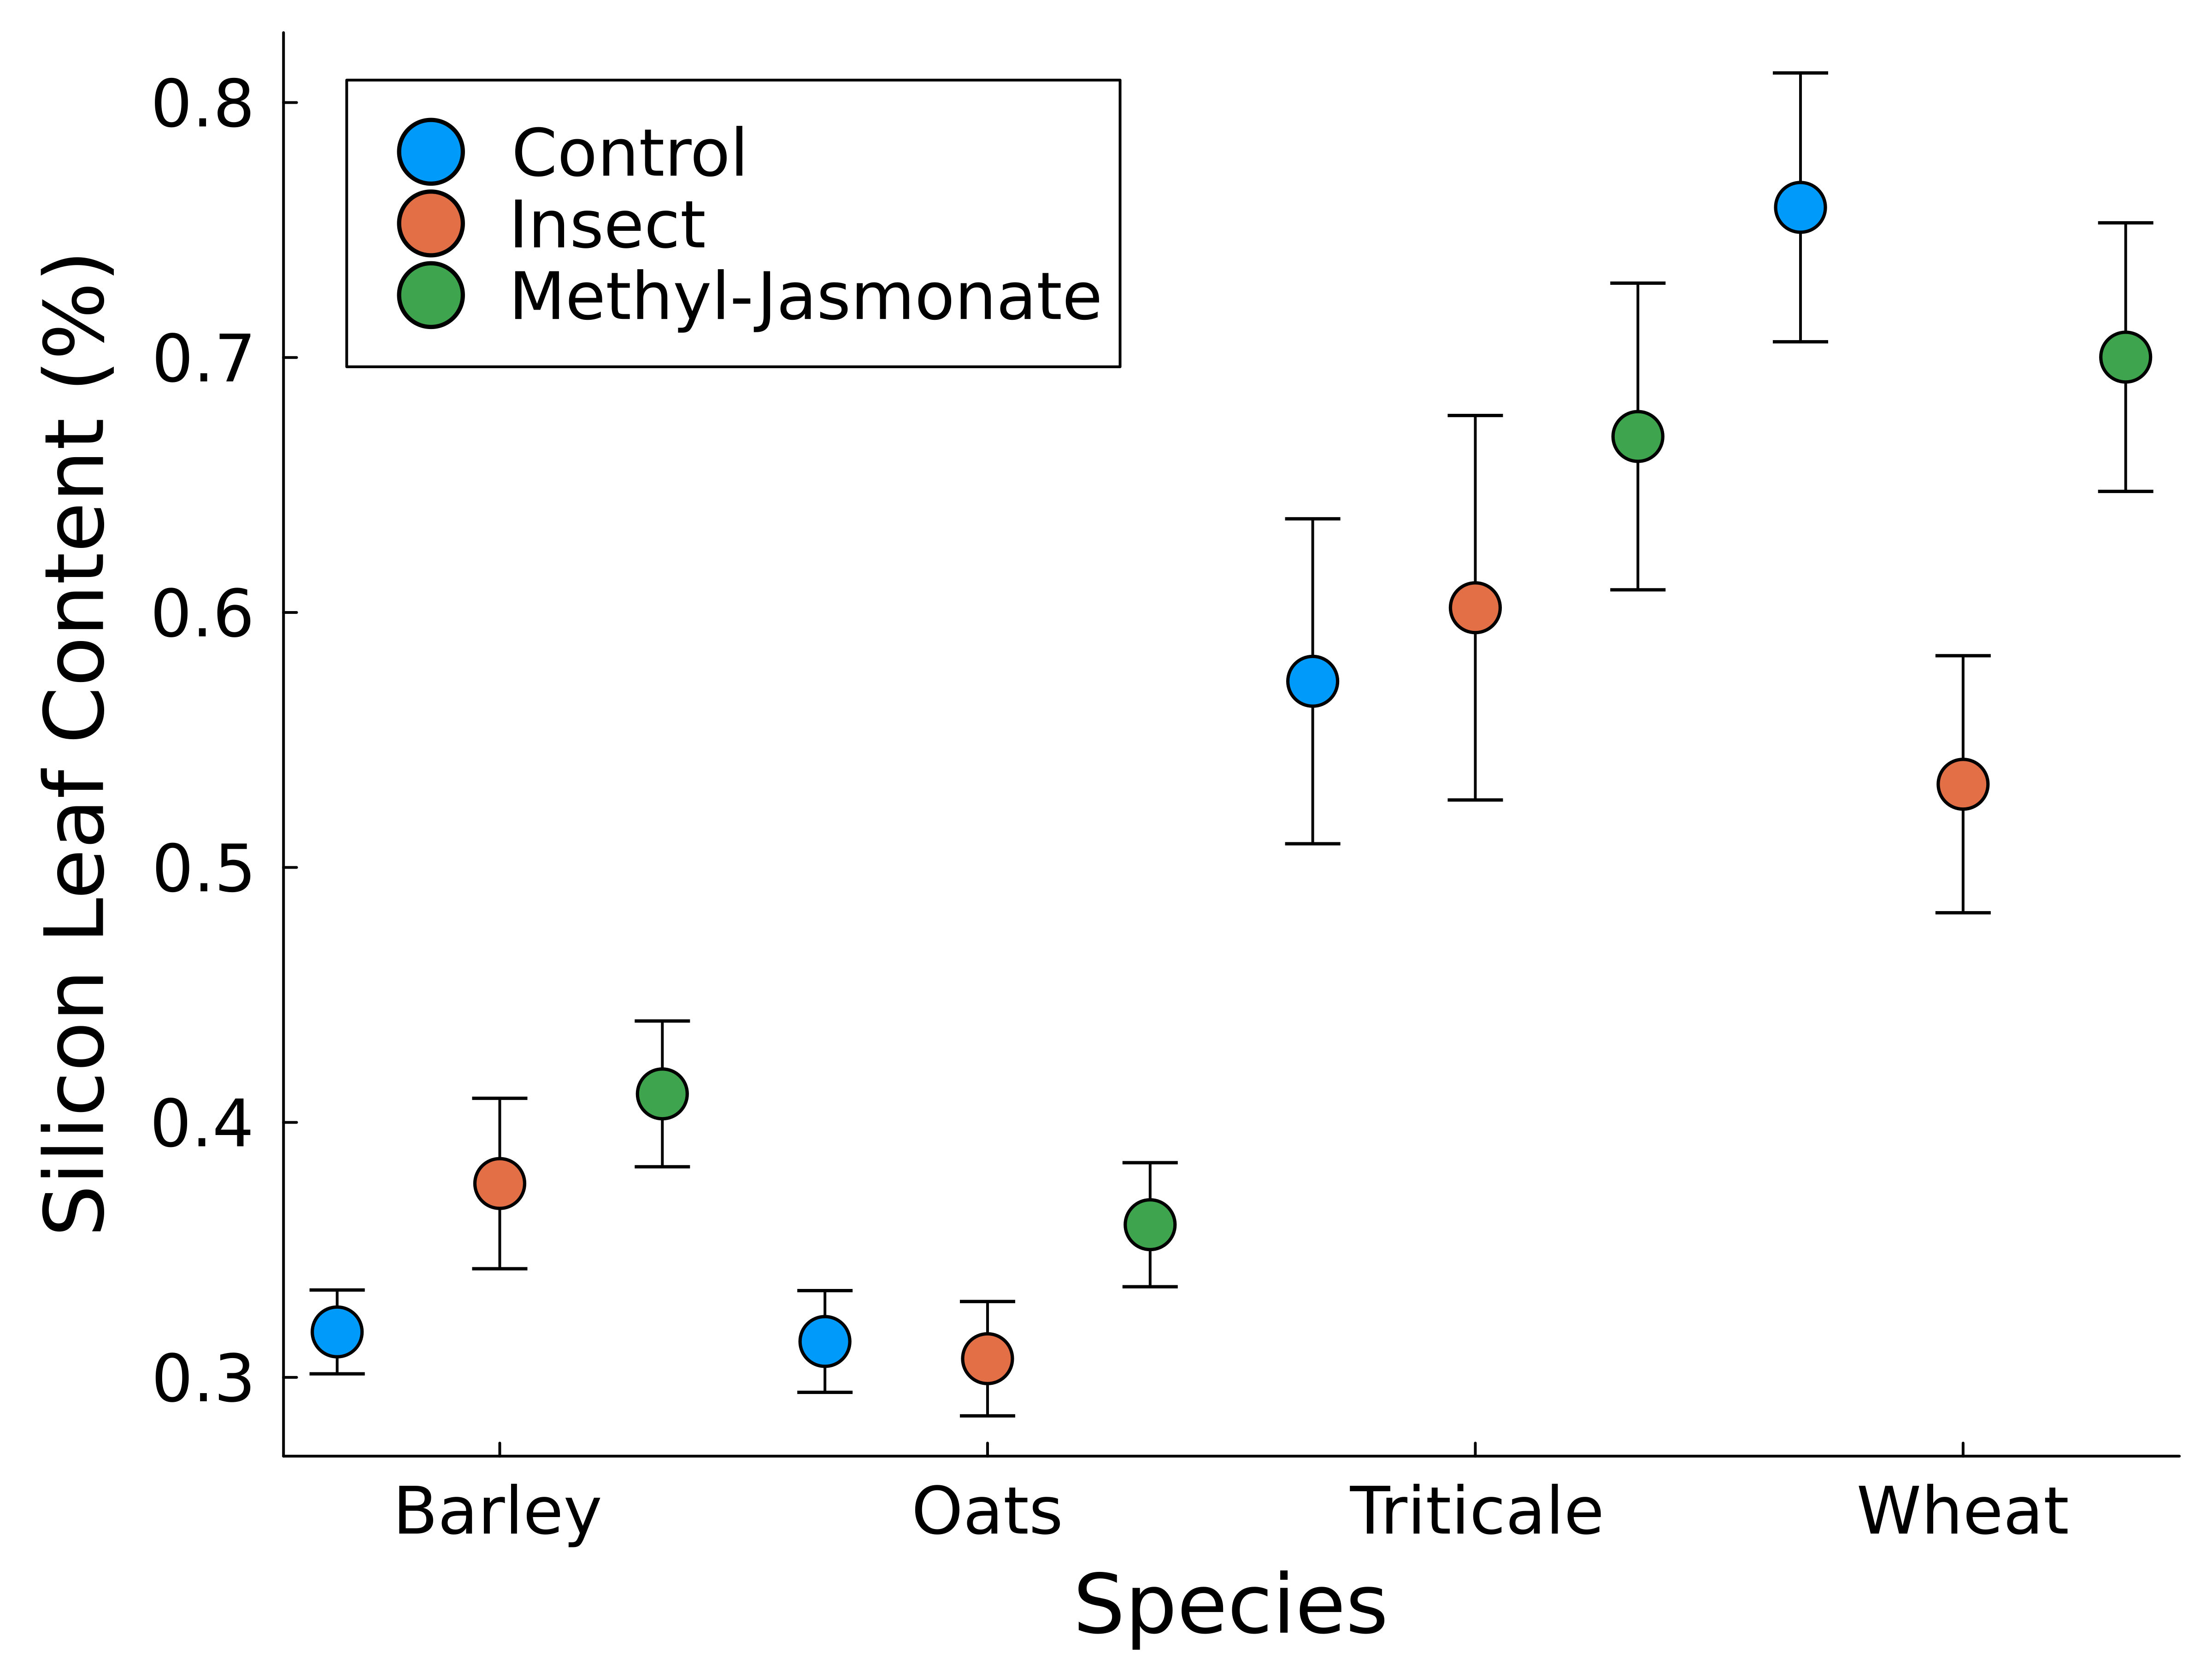 Silicon Leaf Content (%)
0.8
0.7
0.6
0.5
0.4
0.3
Control
Insect
Methyl-Jasmonate
Barley
Oats
Triticale
Wheat
Species